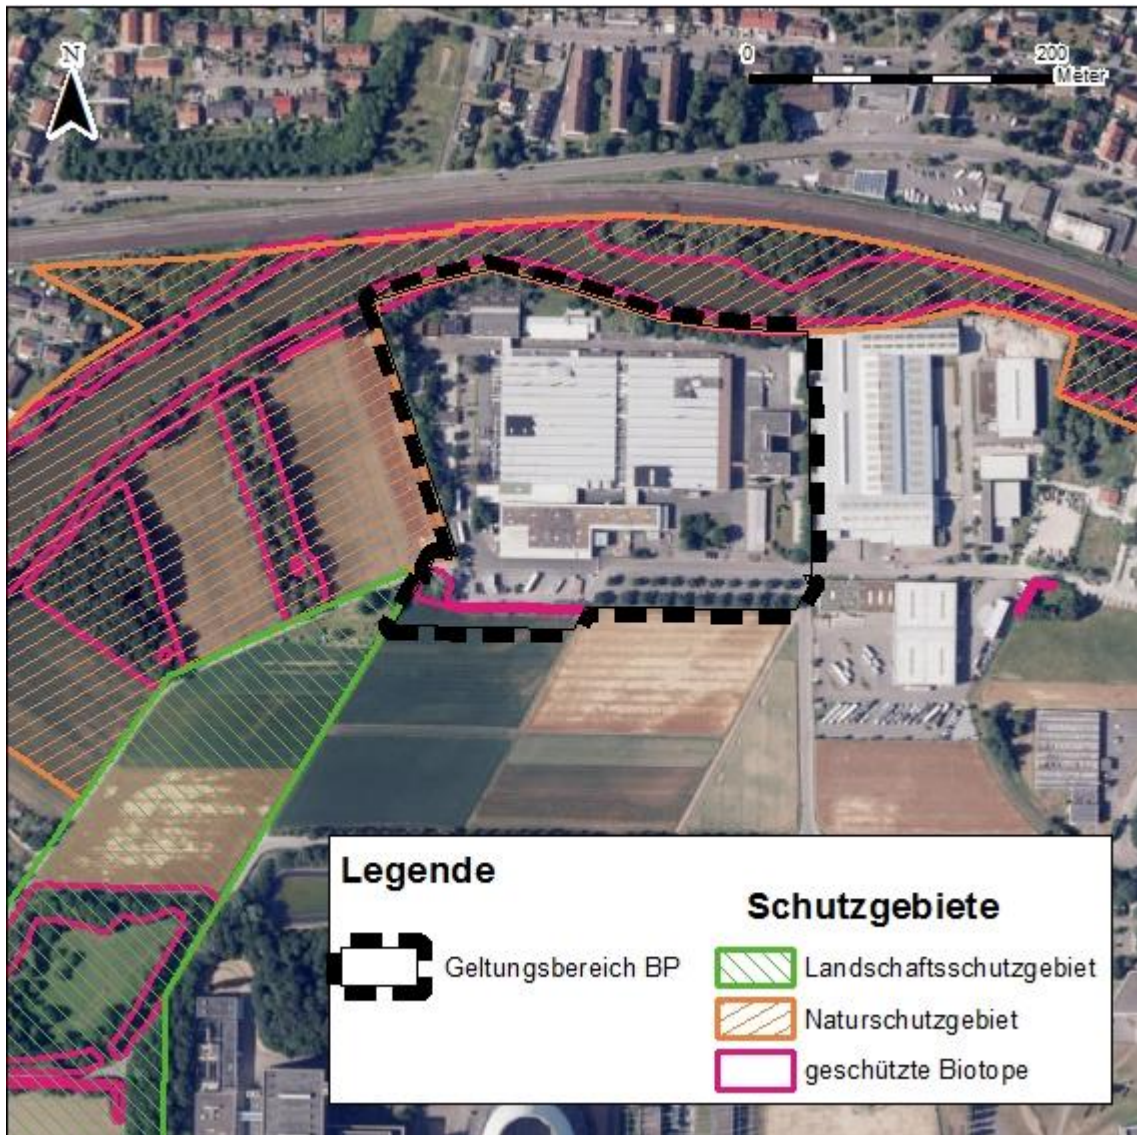 N
0 200
Meter
Legende
Geltungsbereich BP
Schutzgebiete
Landschaftsschutzgebiet
Naturschutzgebiet
geschützte Biotope